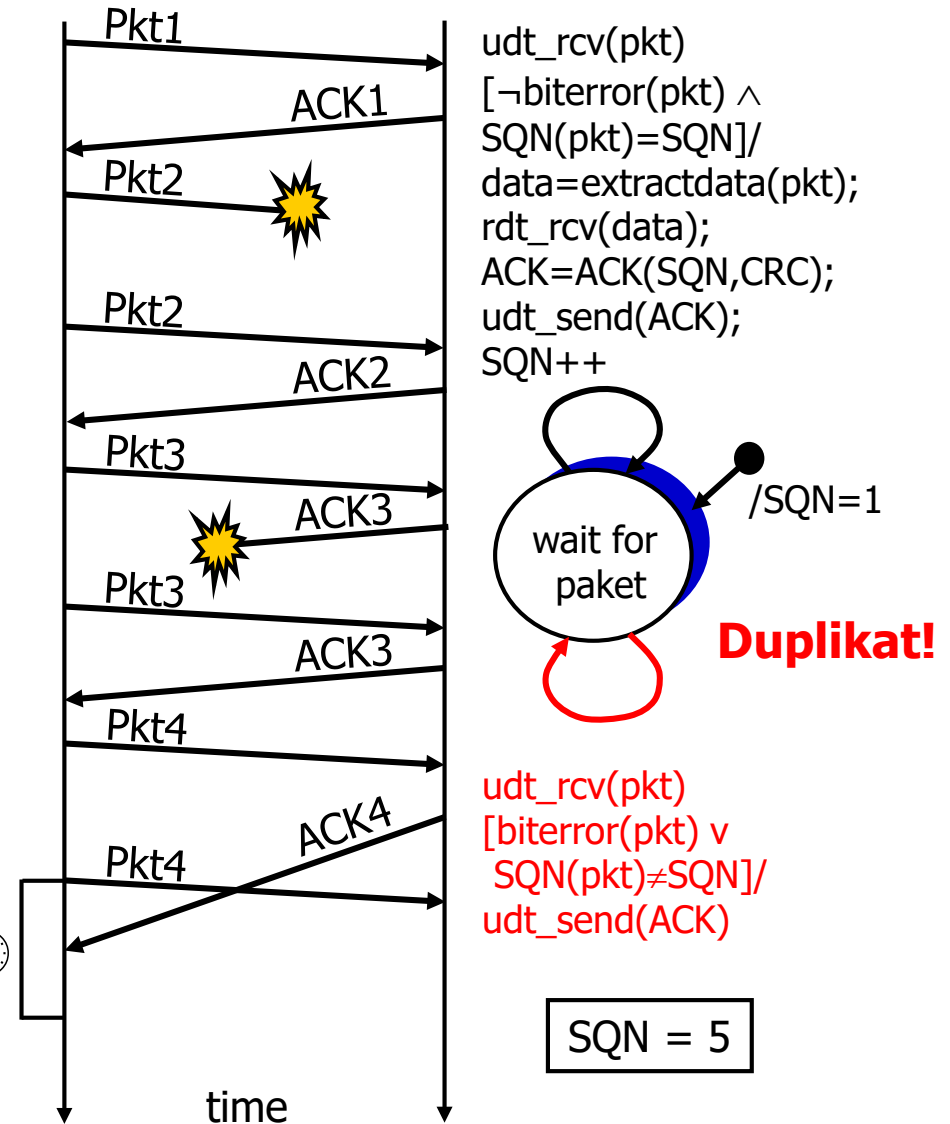 Pkt1
ACK1
Pkt2
Pkt2
ACK2
Pkt3
ACK3
Pkt3
ACK3
Pkt4
ACK4
Pkt4
time
udt_rcv(pkt)
[¬biterror(pkt) ∧
SQN(pkt)=SQN]/
data=extractdata(pkt);
rdt_rcv(data);
ACK=ACK(SQN,CRC);
udt_send(ACK);
SQN++
/SQN=1
wait for
paket
Duplikat!
udt_rcv(pkt)
[biterror(pkt) v
SQN(pkt)≠SQN]/
udt_send(ACK)
SQN = 5